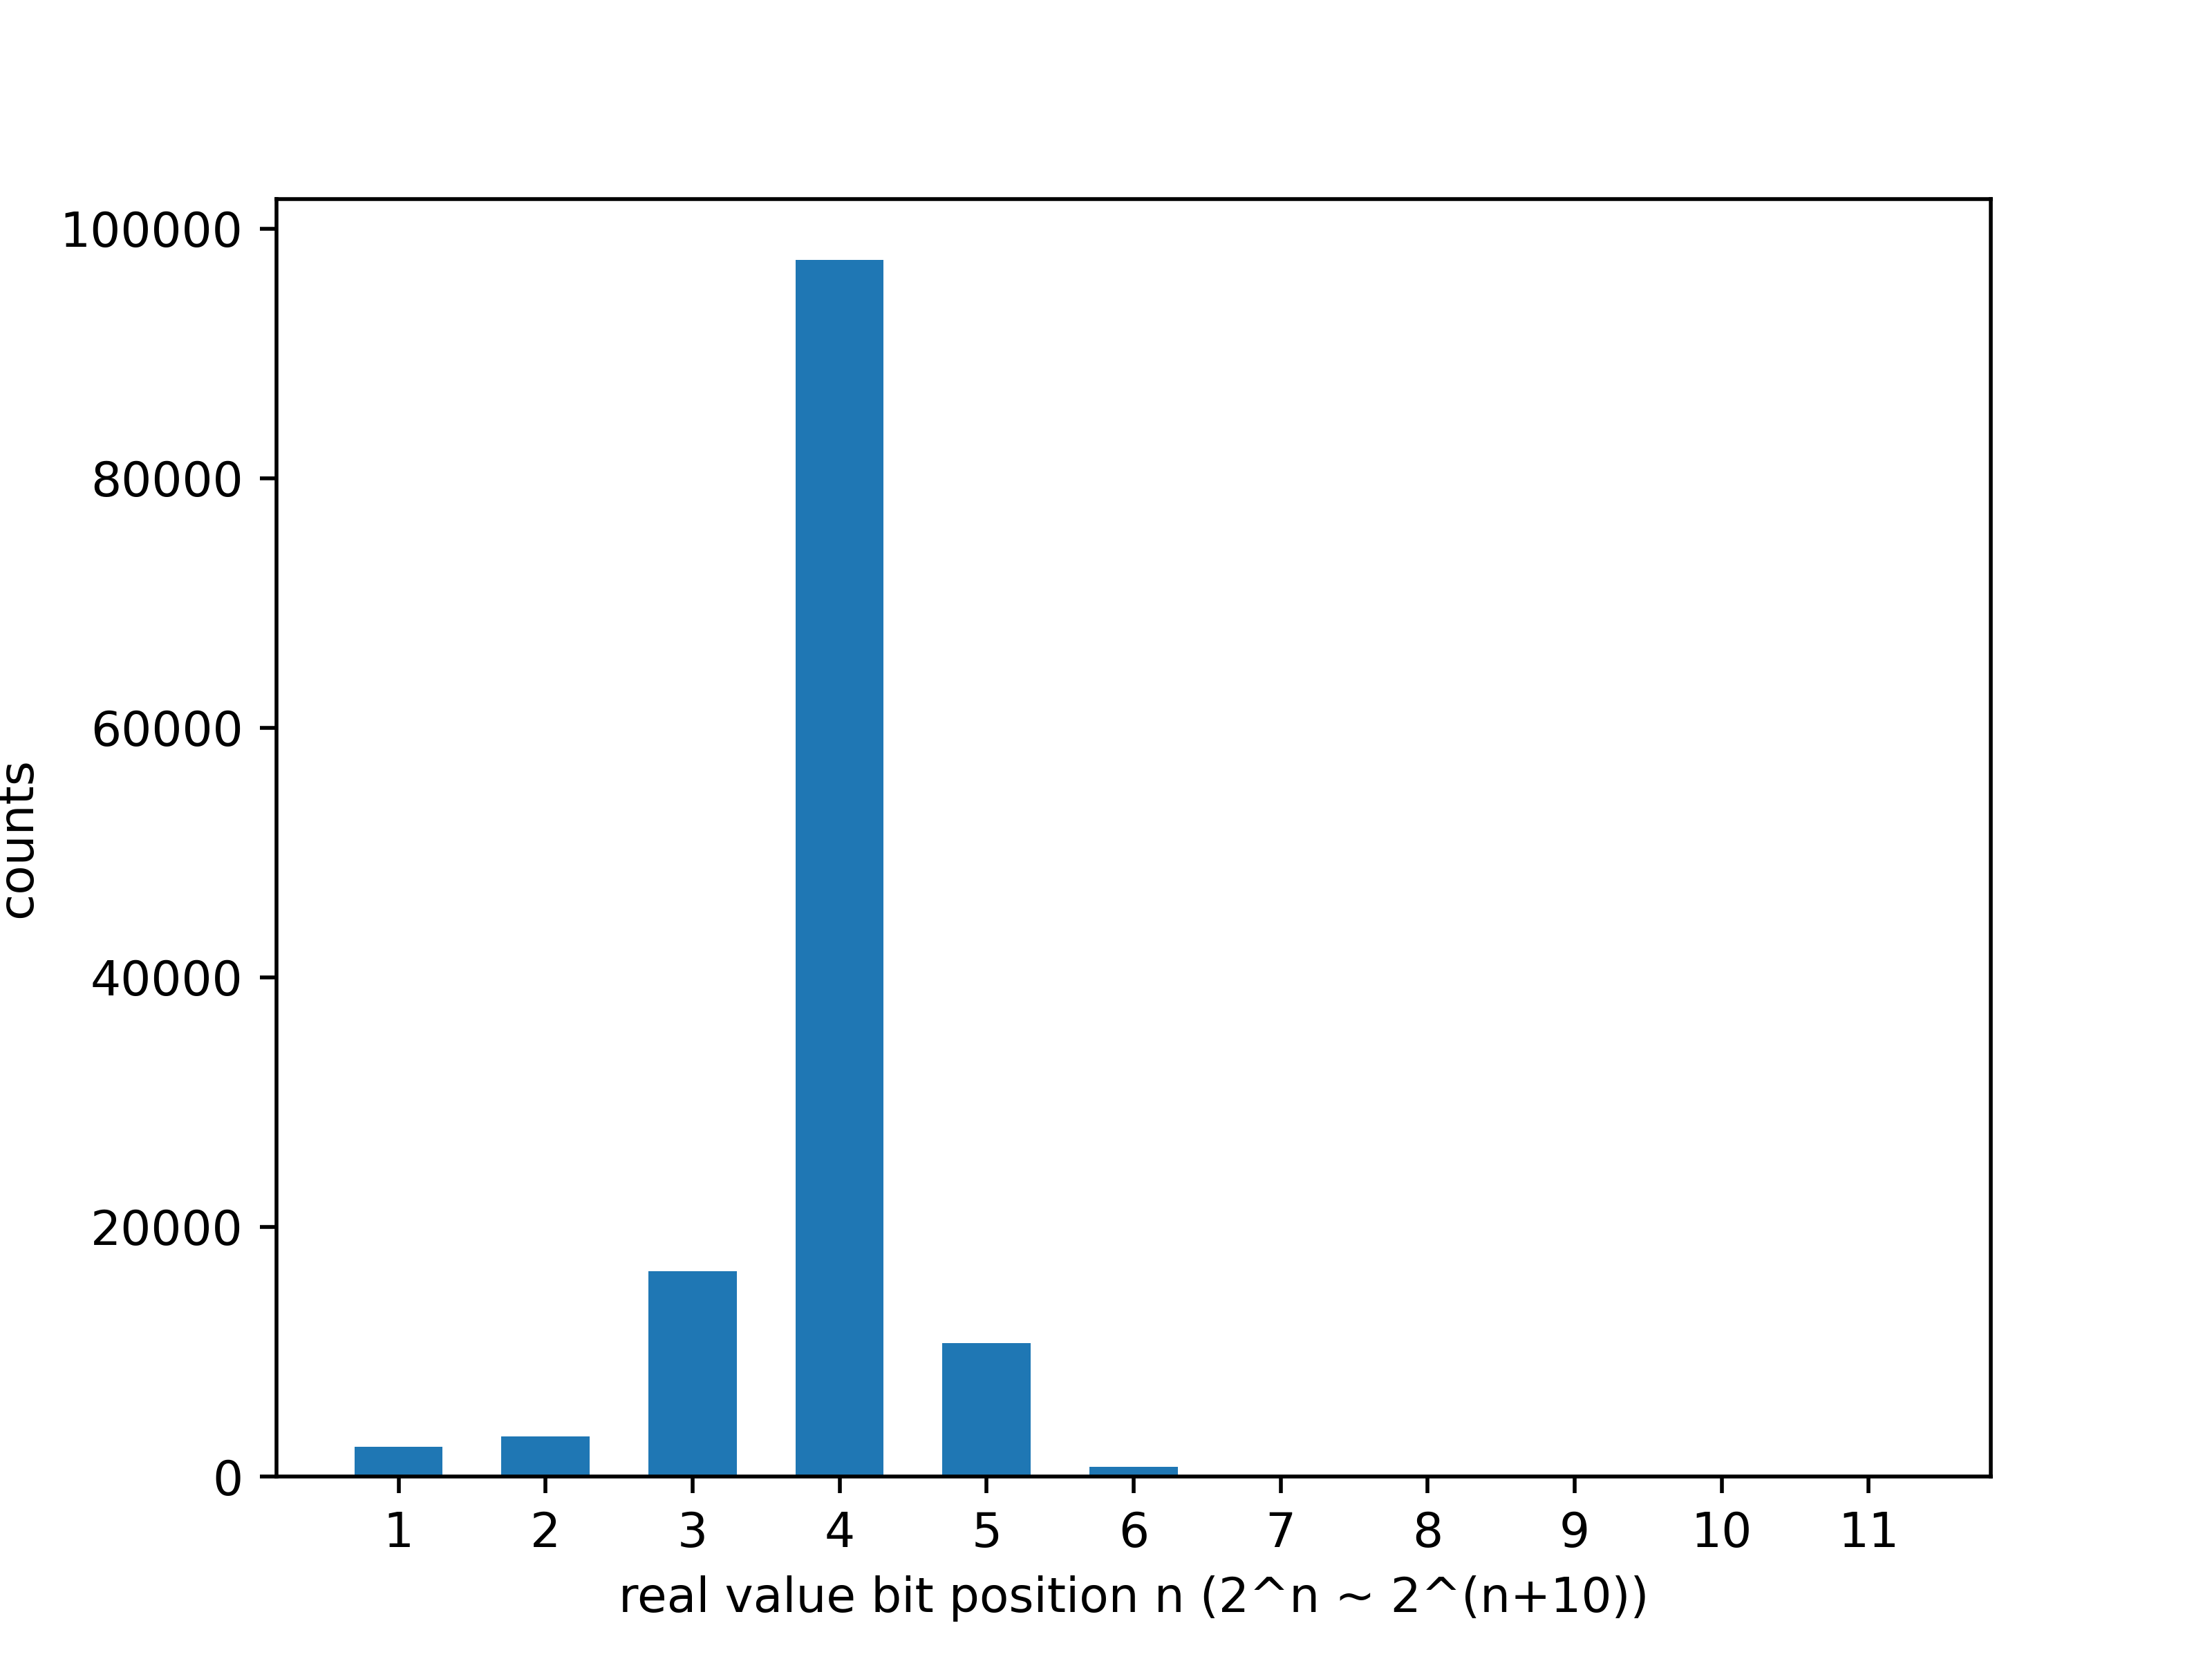 100000
80000
60000
40000
20000
0
counts
1 2 3 4 5 6 7 8 9 10 11
real value bit position n (2^n ~ 2^(n+10))